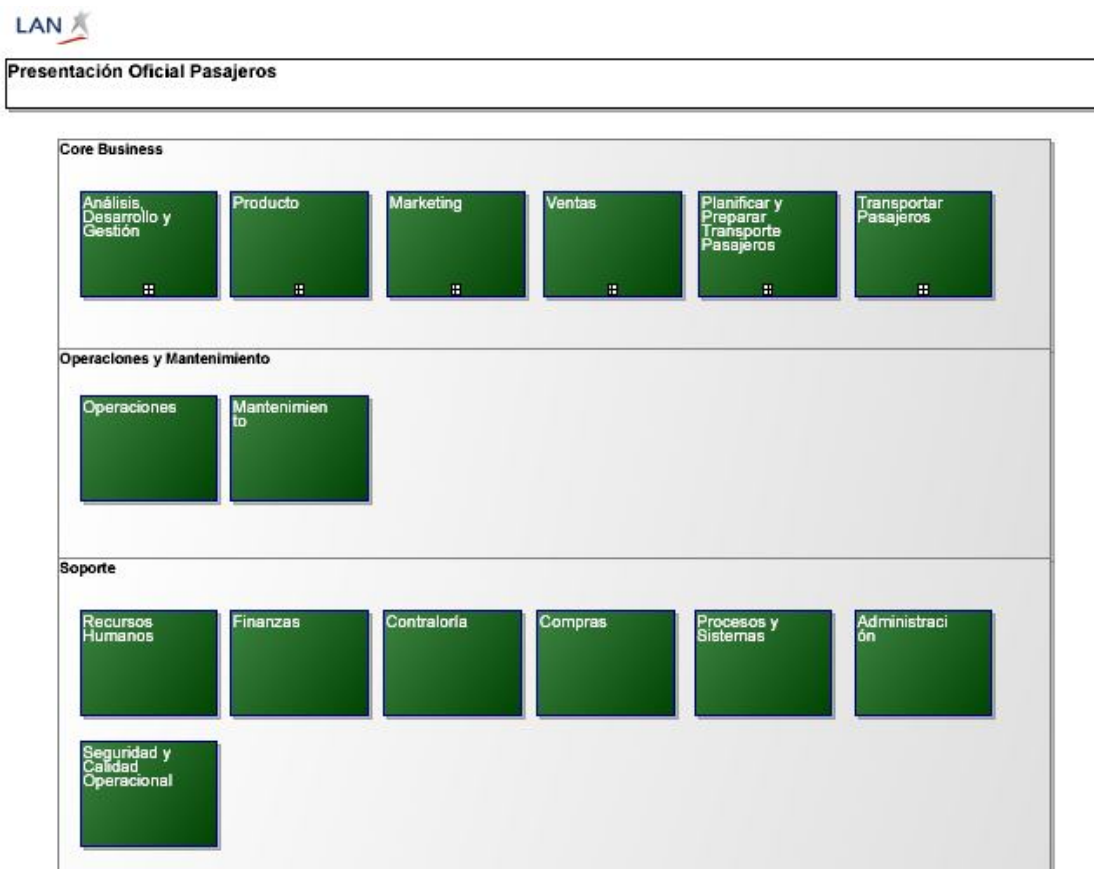 LAN
Presentación Oficial Pasajeros
Core Business
Análisis,
Desarrollo y
Gestión
Producto
Marketing
Ventas
Planificar y
Preparar
Transporte
Pasajeros
Transportar
Pasajeros
Operaciones y Mantenimiento
Operaciones
Mantenimien
to
Soporte
Recursos
Humanos
Finanzas
Contraloría
Compras
Procesos y
Sistemas
Administraci
ón
Seguridad y
Calidad
Operacional